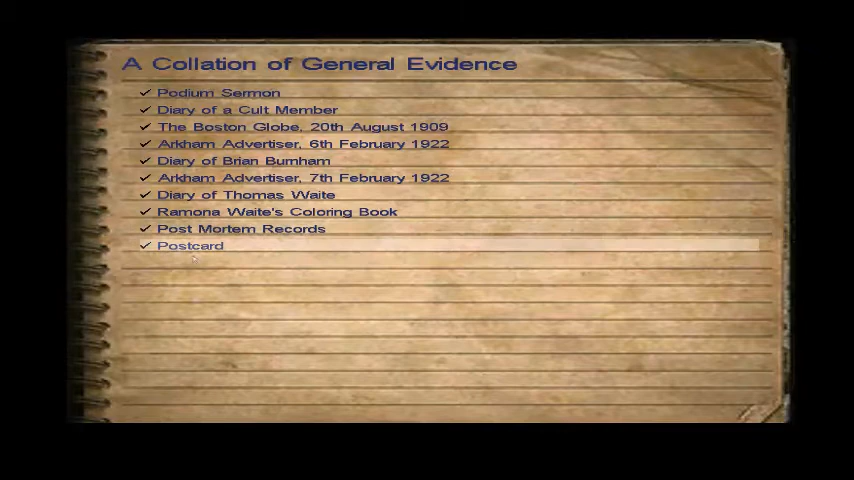 A Collation of General Evidence
Podium Sermon
Diary of a Cult Member
The Boston Globe, 20th August 1909
Arkham Advertiser, 6th February 1922
Diary of Brian Burnham
Arkham Advertiser, 7th February 1922
Diary of Thomas Waite
Ramona Waite's Coloring Book
Post Mortem Records
Postcard